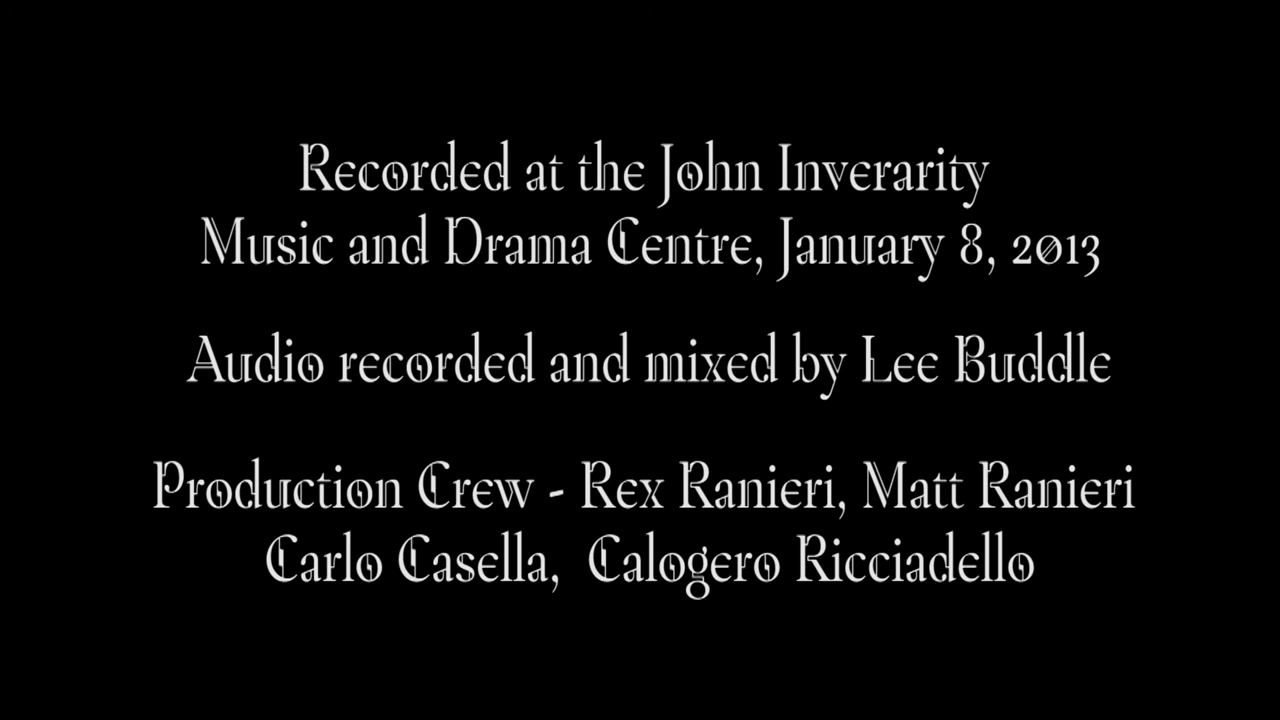 Recorded at the John Inverarity
Music and Drama Centre, January 8, 2013
Audio recorded and mixed by Lee Buddle
Production Crew - Rex Ranieri, Matt Ranieri
Carlo Casella,  Calogero Ricciadello